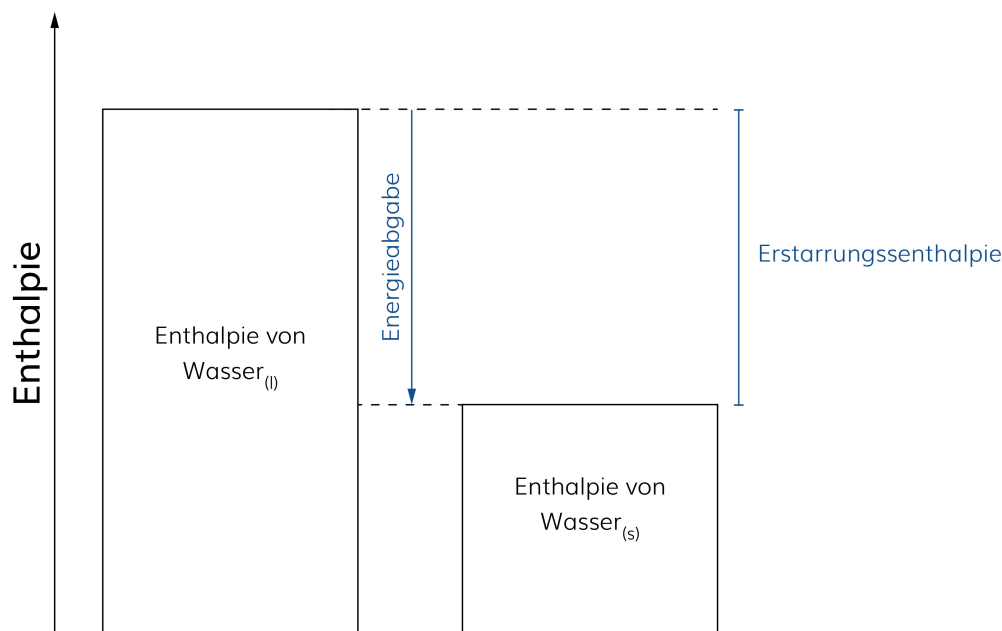 Enthalpie
Enthalpie von
Wasser(l)
Energieabgabe
Erstarrungssenthalpie
Enthalpie von
Wasser(s)